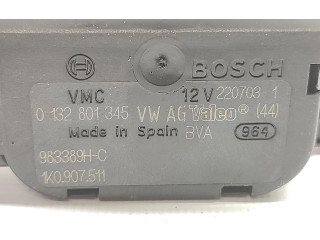 BOSCH
VMC 12V 220703 1
0 132 801 345 VW AG Valeo® (44)
Made in Spain BVA 964
983389H-C
1K0.907.511